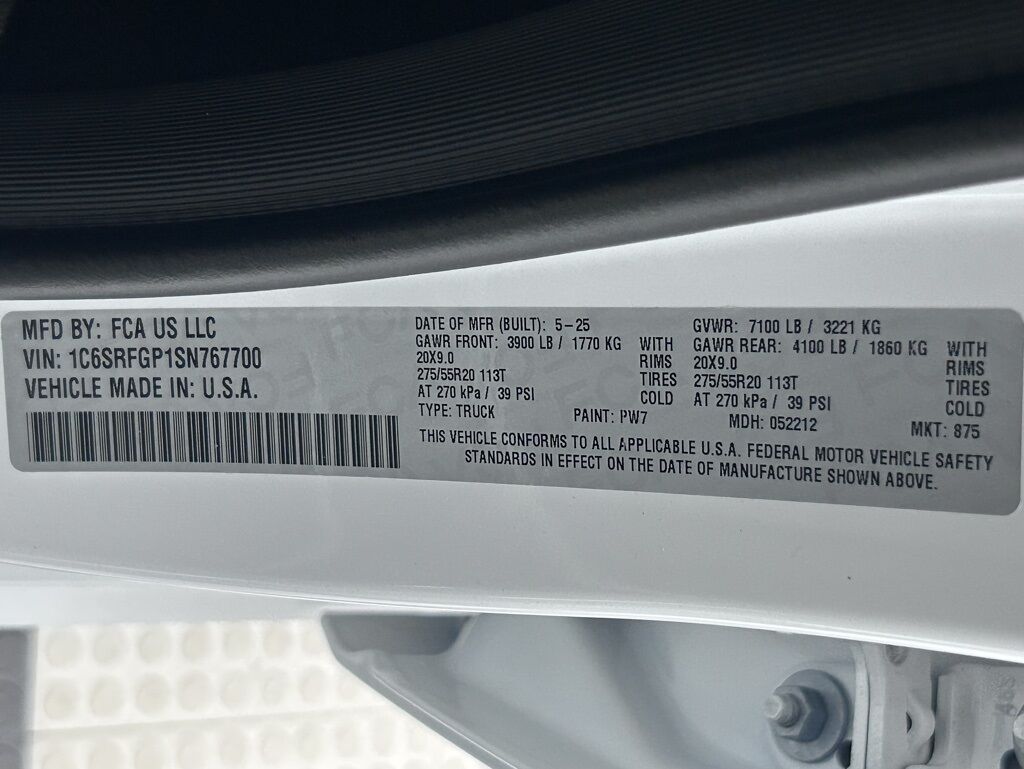 MFD BY: FCA US LLC
VIN: 1C6SRFGP1SN767700
VEHICLE MADE IN: U.S.A.
DATE OF MFR (BUILT): 5-25
GAWR FRONT: 3900 LB / 1770 KG WITH
20X9.0 RIMS
275/55R20 113T TIRES
AT 270 kPa / 39 PSI COLD
TYPE: TRUCK PAINT: PW7
GVWR: 7100 LB / 3221 KG
GAWR REAR: 4100 LB / 1860 KG WITH
20X9.0 RIMS
275/55R20 113T TIRES
AT 270 kPa / 39 PSI COLD
MDH: 052212 MKT: 875
THIS VEHICLE CONFORMS TO ALL APPLICABLE U.S.A. FEDERAL MOTOR VEHICLE SAFETY
STANDARDS IN EFFECT ON THE DATE OF MANUFACTURE SHOWN ABOVE.